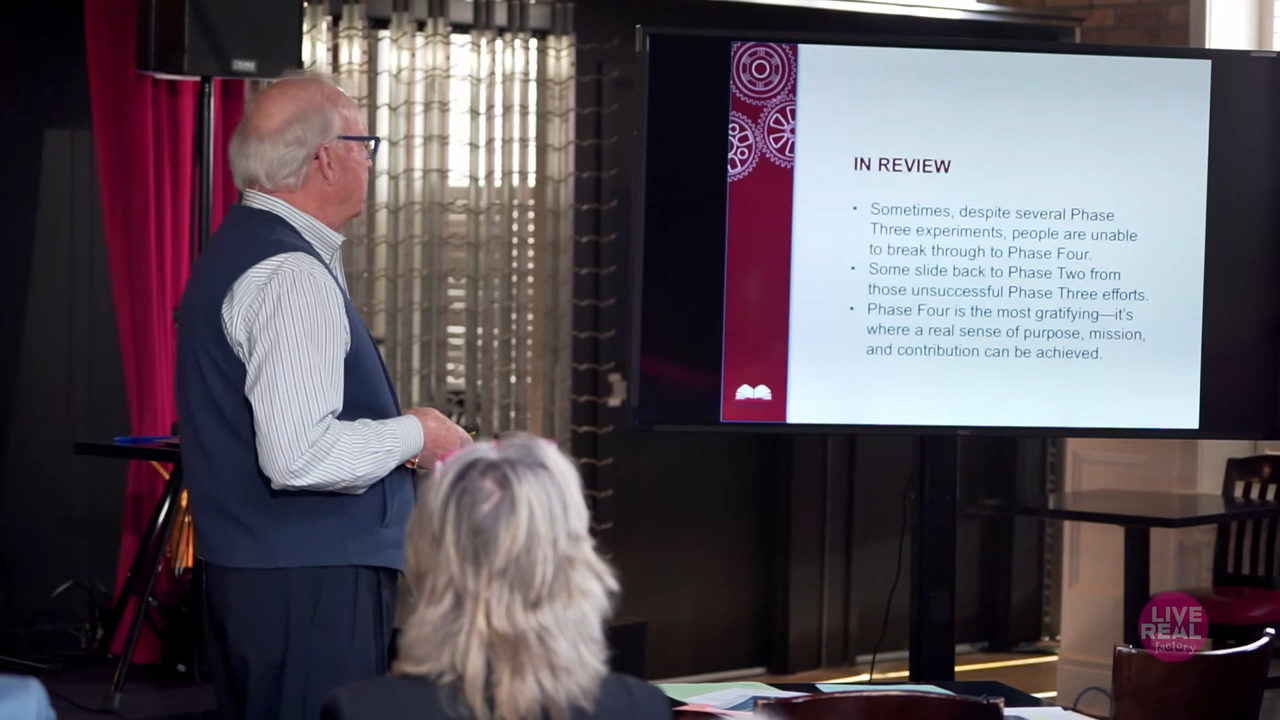 IN REVIEW
• Sometimes, despite several Phase
Three experiments, people are unable
to break through to Phase Four.
• Some slide back to Phase Two from
those unsuccessful Phase Three efforts.
• Phase Four is the most gratifying—it's
where a real sense of purpose, mission,
and contribution can be achieved.
LIVE
REAL
factory